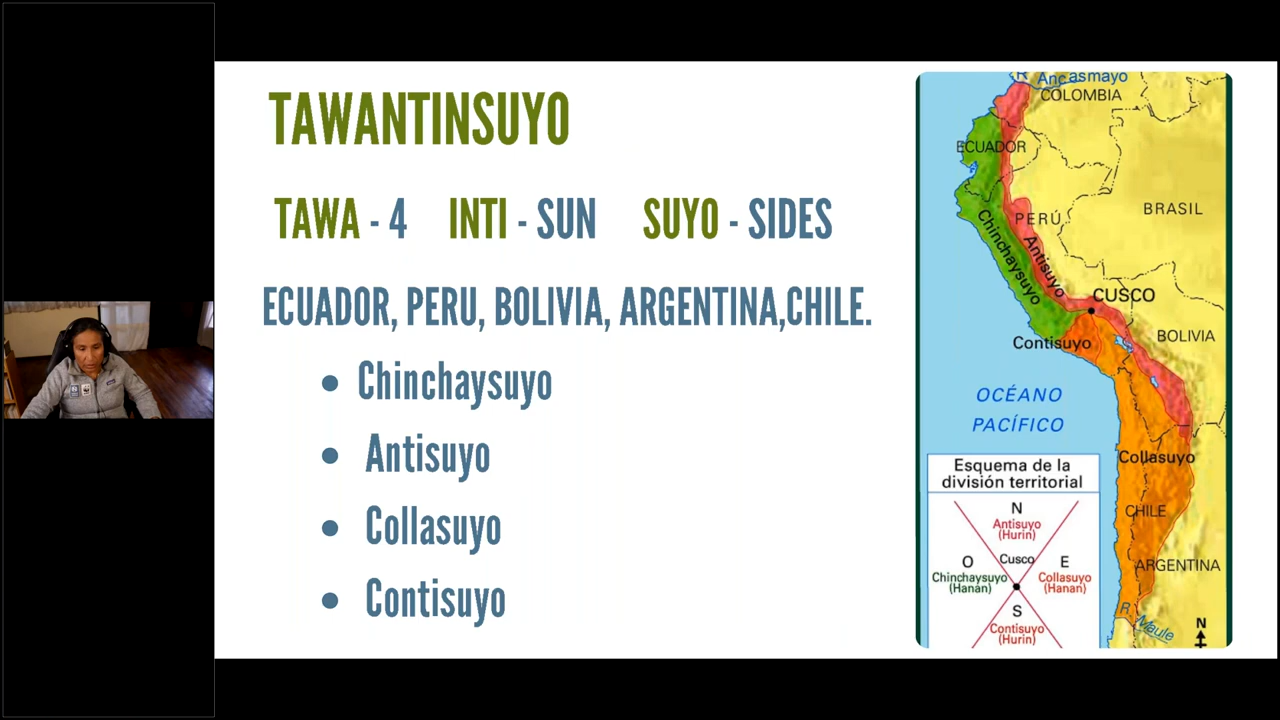 TAWANTINSUYO
TAWA - 4 INTI - SUN SUYO - SIDES
ECUADOR, PERU, BOLIVIA, ARGENTINA,CHILE.
• Chinchaysuyo
• Antisuyo
• Collasuyo
• Contisuyo
R Ancasmayo
COLOMBIA
ECUADOR
BRASIL
PERÚ
Chinchaysuyo
Antisuyo
CUSCO
BOLIVIA
Contisuyo
OCÉANO
PACÍFICO
Collasuyo
CHILE
ARGENTINA
R Maule
N
Esquema de la
división territorial
N
Antisuyo
(Hurin)
Cusco
O
Chinchaysuyo
(Hanan)
E
Collasuyo
(Hanan)
S
Contisuyo
(Hurin)